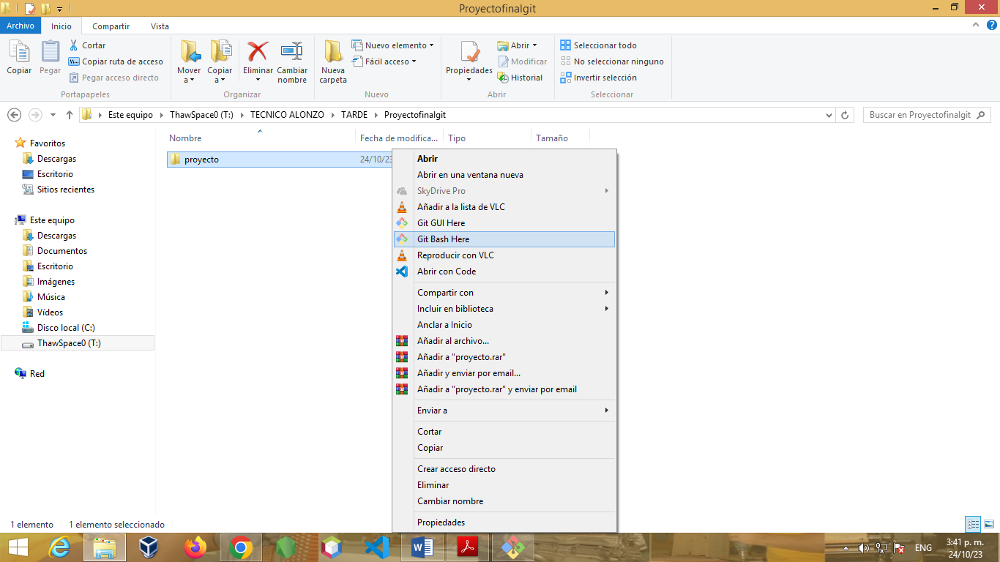 Proyectofinalgit
Archivo Inicio Compartir Vista
Copiar
Pegar
Cortar
Copiar ruta de acceso
Pegar acceso directo
Portapapeles
Mover a
Copiar a
Eliminar
Cambiar nombre
Organizar
Nueva carpeta
Nuevo elemento
Fácil acceso
Nuevo
Propiedades
Abrir
Modificar
Historial
Abrir
Seleccionar todo
No seleccionar ninguno
Invertir selección
Seleccionar
Este equipo ThawSpace0 (T:) TECNICO ALONZO TARDE Proyectofinalgit
Buscar en Proyectofinalgit
Favoritos
Descargas
Escritorio
Sitios recientes
Este equipo
Descargas
Documentos
Escritorio
Imágenes
Música
Vídeos
Disco local (C:)
ThawSpace0 (T:)
Red
Nombre Fecha de modifica... Tipo Tamaño
proyecto 24/10/23
Abrir
Abrir en una ventana nueva
SkyDrive Pro
Añadir a la lista de VLC
Git GUI Here
Git Bash Here
Reproducir con VLC
Abrir con Code
Compartir con
Incluir en biblioteca
Anclar a Inicio
Añadir al archivo...
Añadir a "proyecto.rar"
Añadir y enviar por email...
Añadir a "proyecto.rar" y enviar por email
Enviar a
Cortar
Copiar
Crear acceso directo
Eliminar
Cambiar nombre
Propiedades
1 elemento 1 elemento seleccionado
ENG
3:41 p. m.
24/10/23